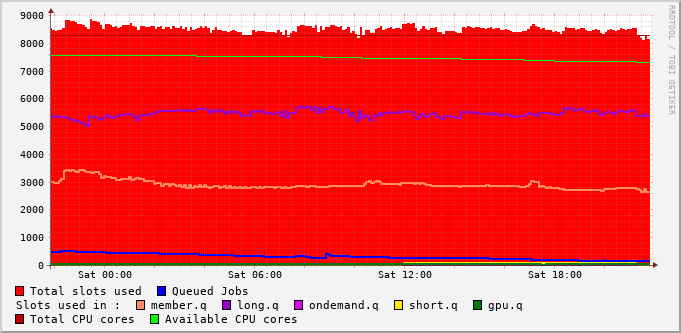 9000
8000
7000
6000
5000
4000
3000
2000
1000
0
Sat 00:00 Sat 06:00 Sat 12:00 Sat 18:00
RRDTOOL / TOBI OETIKER
Total slots used Queued Jobs
Slots used in : member.q long.q ondemand.q short.q gpu.q
Total CPU cores Available CPU cores